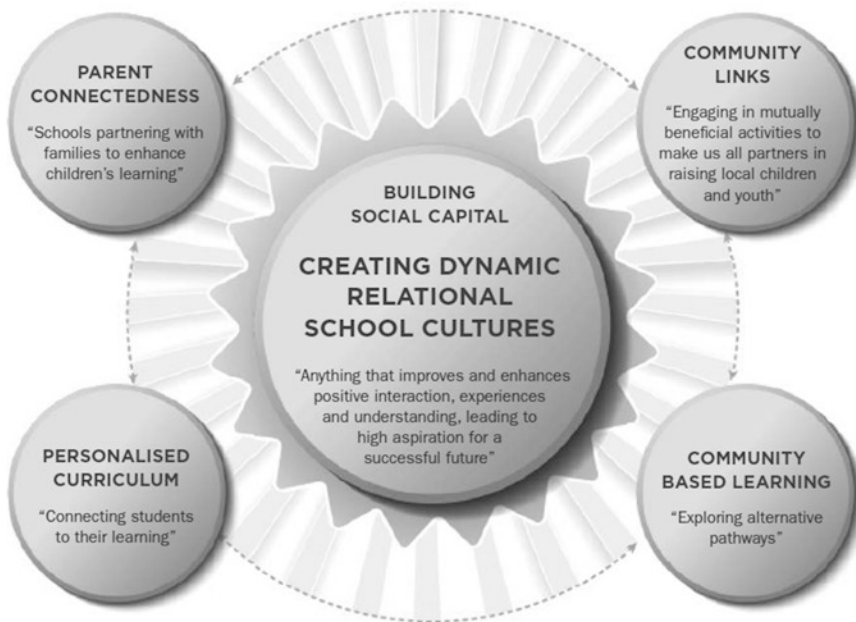 PARENT
CONNECTEDNESS
“Schools partnering with
families to enhance
children’s learning”
COMMUNITY
LINKS
“Engaging in mutually
beneficial activities to
make us all partners in
raising local children
and youth”
BUILDING
SOCIAL CAPITAL
CREATING DYNAMIC
RELATIONAL
SCHOOL CULTURES
“Anything that improves and enhances
positive interaction, experiences
and understanding, leading to
high aspiration for a
successful future”
PERSONALISED
CURRICULUM
“Connecting students
to their learning”
COMMUNITY
BASED LEARNING
“Exploring alternative
pathways”